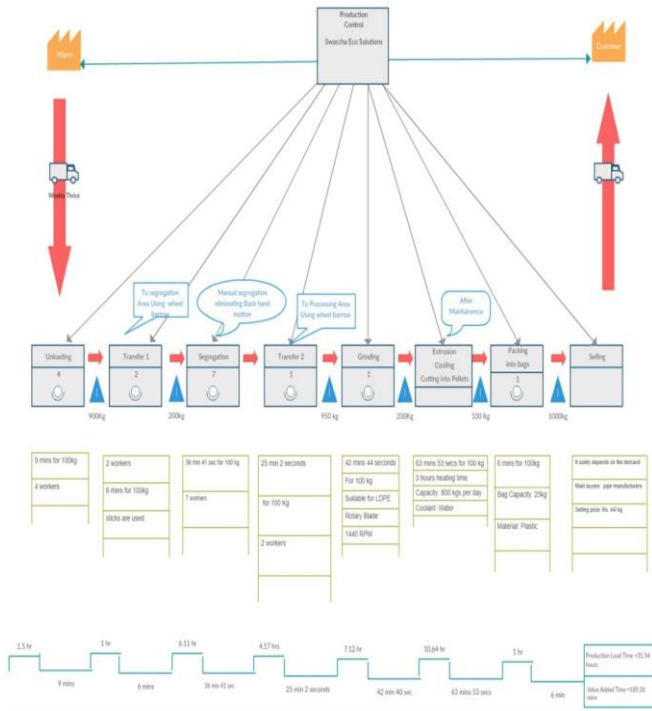 Production
Control
Swaccha Eco Solutions
Wipro
Customer
Weekly Thrice
To segregation
Area Using wheel
barrow
Manual segregation
eliminating Back hand
motion
To Processing Area
Using wheel barrow
After
Maintainence
Unloading
4
Transfer 1
2
Segregation
7
Transfer 2
1
Grinding
1
Extrusion
Cooling
Cutting into Pellets
Packing
into bags
1
Selling
900Kg
200kg
950 kg
200Kg
100 Kg
1000kg
9 mins for 100kg
4 workers
2 workers
6 mins for 100kg
sticks are used
36 min 41 sec for 100 kg
7 workers
25 min 2 seconds
for 100 Kg
2 workers
42 mins 44 seconds
For 100 kg
Suitable for LDPE
Rotary Blade
1440 RPM
63 mins 53 secs for 100 kg
3 hours heating time
Capacity: 800 kgs per day
Coolant: Water
6 mins for 100kg
Bag Capacity: 25kg
Material: Plastic
It solely depends on the demand
Main buyers: pipe manufacturers
Selling price: Rs. 44/ kg
1.5 hr
9 mins
1 hr
6 mins
6.11 hr
36 min 41 sec
4.17 hrs
25 min 2 seconds
7.12 hr
42 min 40 sec
10.64 hr
63 mins 53 secs
1 hr
6 min
Production Lead Time =31.54
hours
Value Added Time =189.26
mins